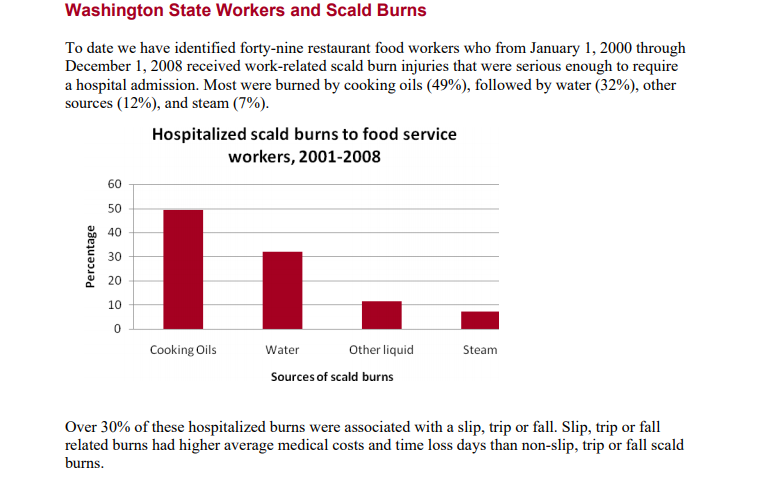 Washington State Workers and Scald Burns
To date we have identified forty-nine restaurant food workers who from January 1, 2000 through
December 1, 2008 received work-related scald burn injuries that were serious enough to require
a hospital admission. Most were burned by cooking oils (49%), followed by water (32%), other
sources (12%), and steam (7%).
Hospitalized scald burns to food service
workers, 2001-2008
60
50
40
30
20
10
0
Percentage
Cooking Oils Water Other liquid Steam
Sources of scald burns
Over 30% of these hospitalized burns were associated with a slip, trip or fall. Slip, trip or fall
related burns had higher average medical costs and time loss days than non-slip, trip or fall scald
burns.